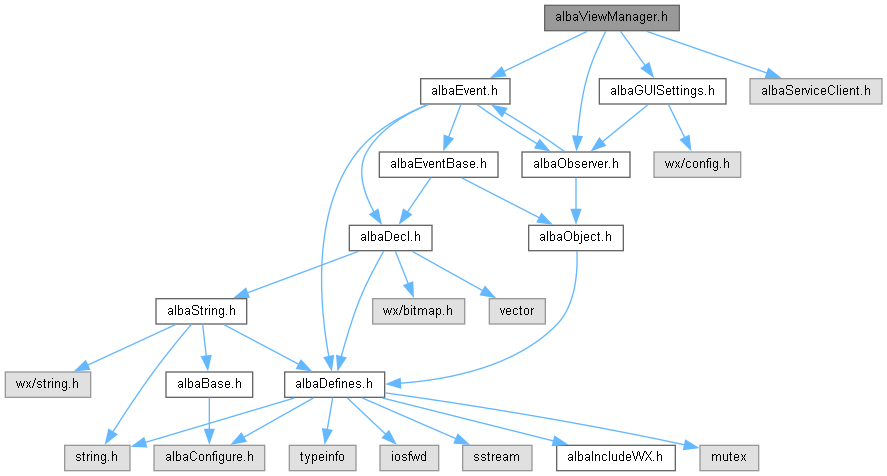 albaViewManager.h
albaEvent.h
albaGUISettings.h
albaServiceClient.h
albaEventBase.h
albaObserver.h
wx/config.h
albaDecl.h
albaObject.h
albaString.h
wx/bitmap.h
vector
wx/string.h
albaBase.h
albaDefines.h
string.h
albaConfigure.h
typeinfo
iosfwd
sstream
albaIncludeWX.h
mutex